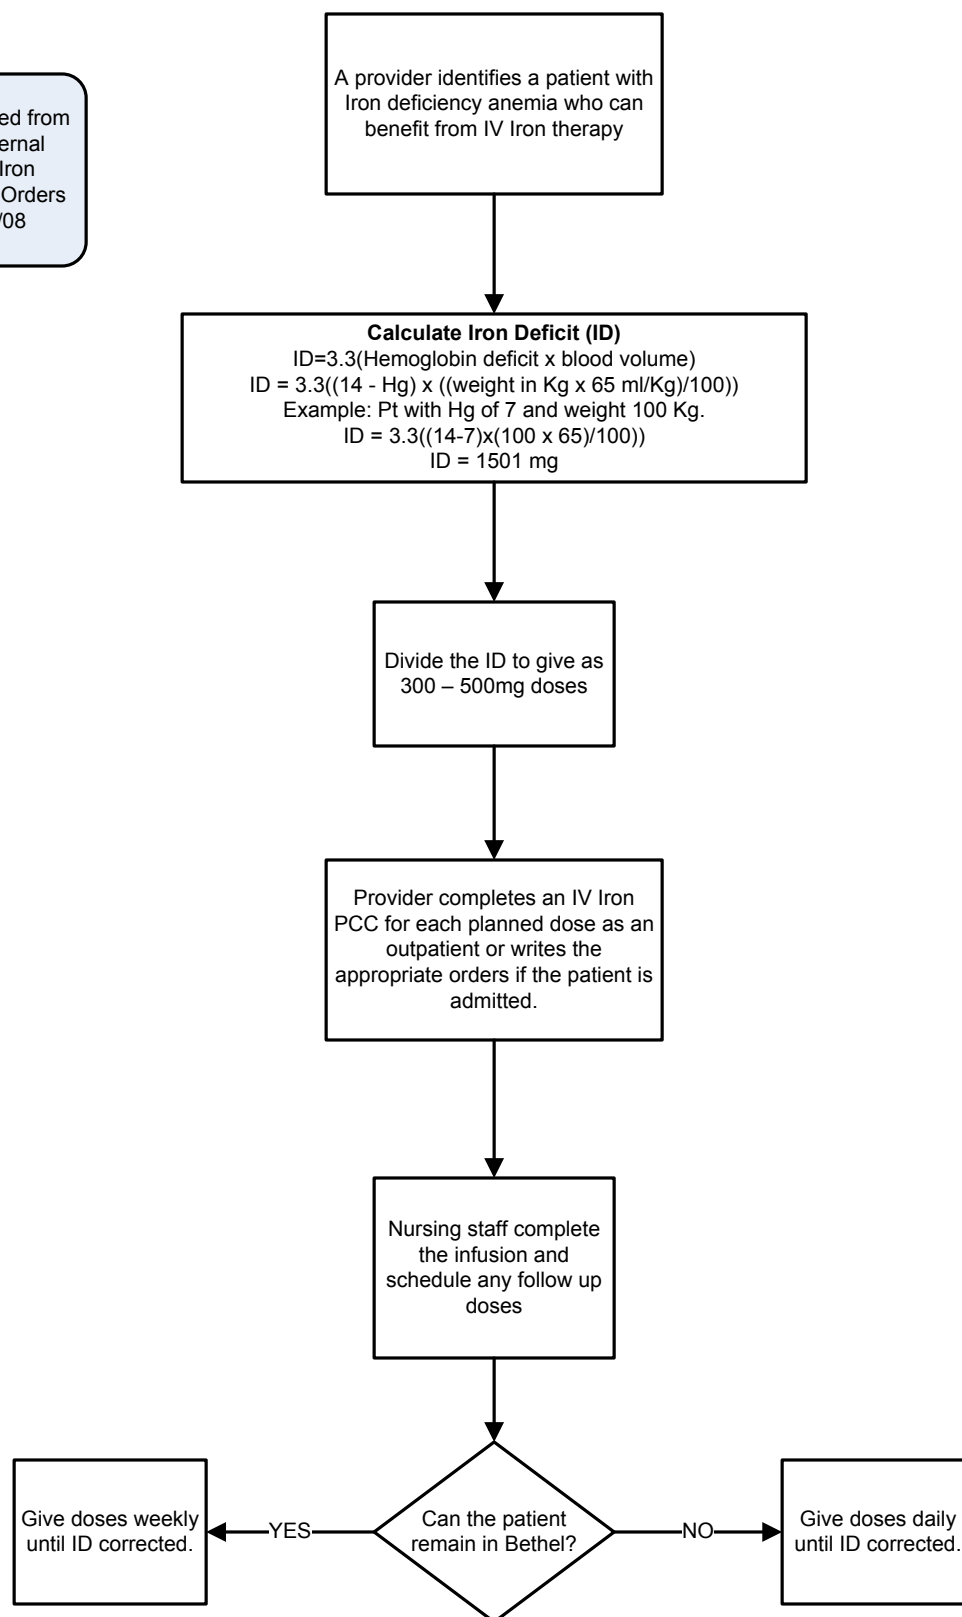 A provider identifies a patient with
Iron deficiency anemia who can
benefit from IV Iron therapy
from
Iron
Orders
/08
Calculate Iron Deficit (ID)
ID=3.3(Hemoglobin deficit x blood volume)
ID = 3.3((14 - Hg) x ((weight in Kg x 65 ml/Kg)/100))
Example: Pt with Hg of 7 and weight 100 Kg.
ID = 3.3((14-7)x(100 x 65)/100))
ID = 1501 mg
Divide the ID to give as
300 – 500mg doses
Provider completes an IV Iron
PCC for each planned dose as an
outpatient or writes the
appropriate orders if the patient is
admitted.
Nursing staff complete
the infusion and
schedule any follow up
doses
Can the patient
remain in Bethel?
YES
NO
Give doses weekly
until ID corrected.
Give doses daily
until ID corrected.